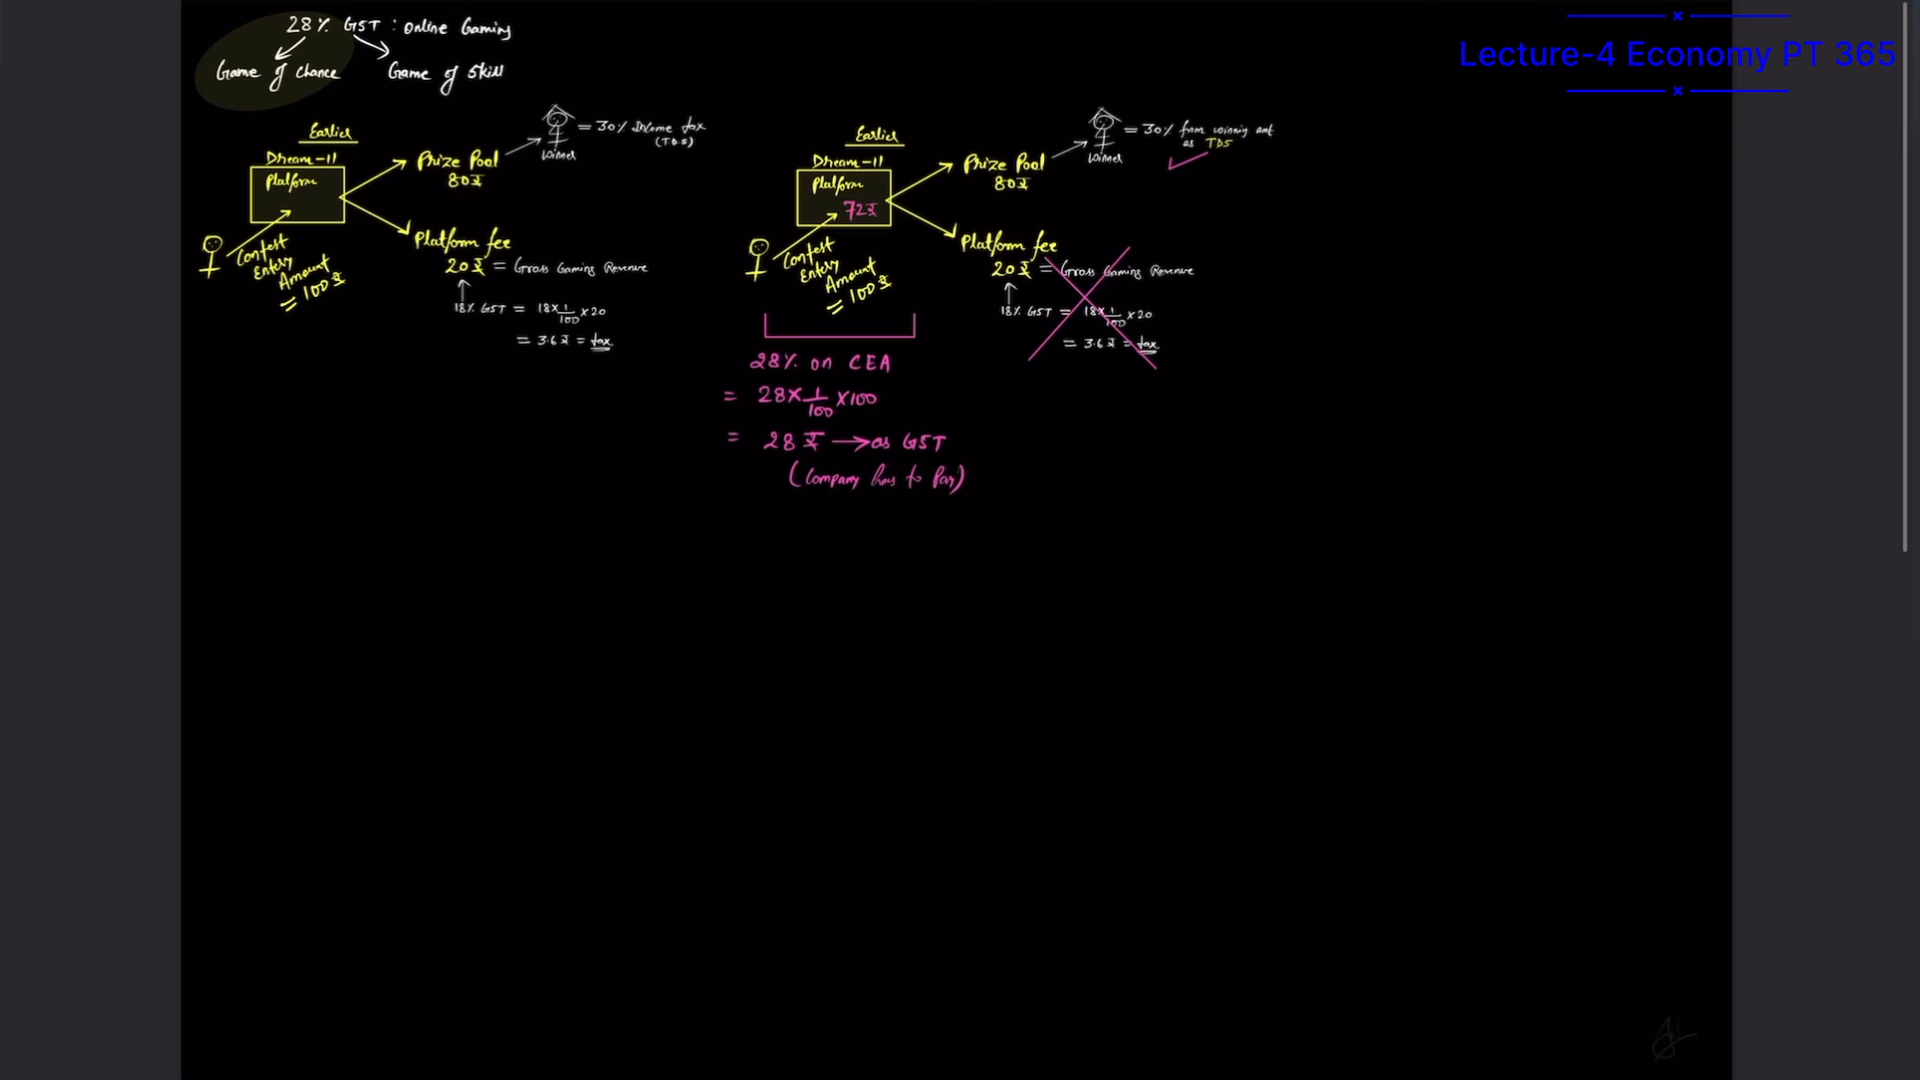 28% GST : Online Gaming
Game of Chance
Game of Skill
Lecture-4 Economy PT 365
Earlier
Dream-11
Platform
Prize Pool
80₹
Winner
= 30% Income tax
(TDS)
Contest
Entry
Amount
= 100₹
Platform fee
20₹ = Gross Gaming Revenue
18% GST = 18×1/100×20
= 3.6₹ = tax
Earlier
Dream-11
Platform
72₹
Prize Pool
80₹
Winner
= 30% from winning amt
as TDS
Contest
Entry
Amount
= 100₹
Platform fee
20₹ = Gross Gaming Revenue
18% GST = 18×1/100×20
= 3.6₹ = tax
28% on CEA
= 28×1/100×100
= 28₹ → as GST
(Company has to Pay)